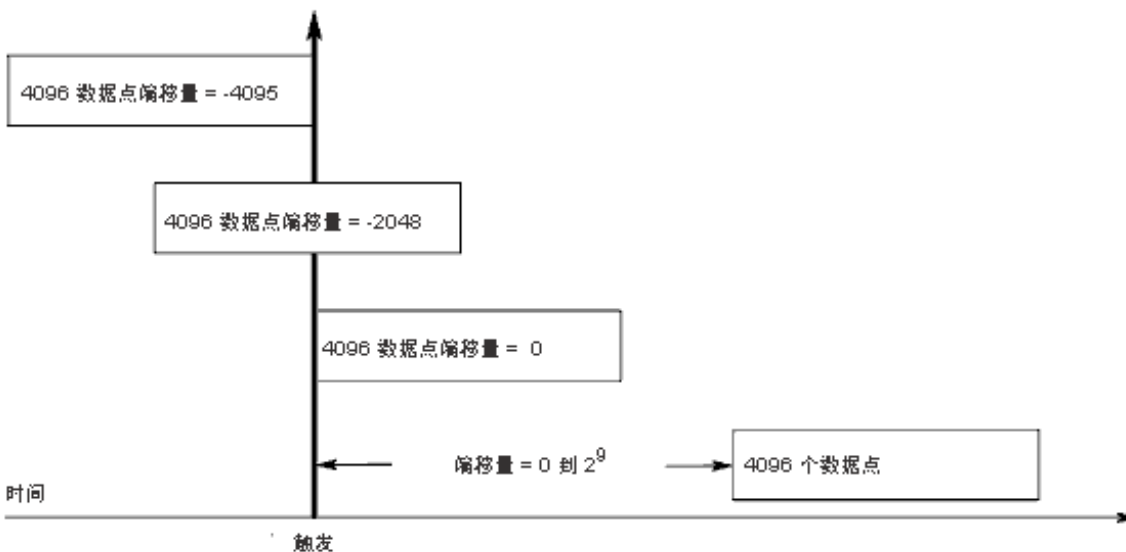 4096 数据点偏移量 = -4095
4096 数据点偏移量 = -2048
4096 数据点偏移量 = 0
偏移量 = 0 到 2⁹
4096 个数据点
时间
触发